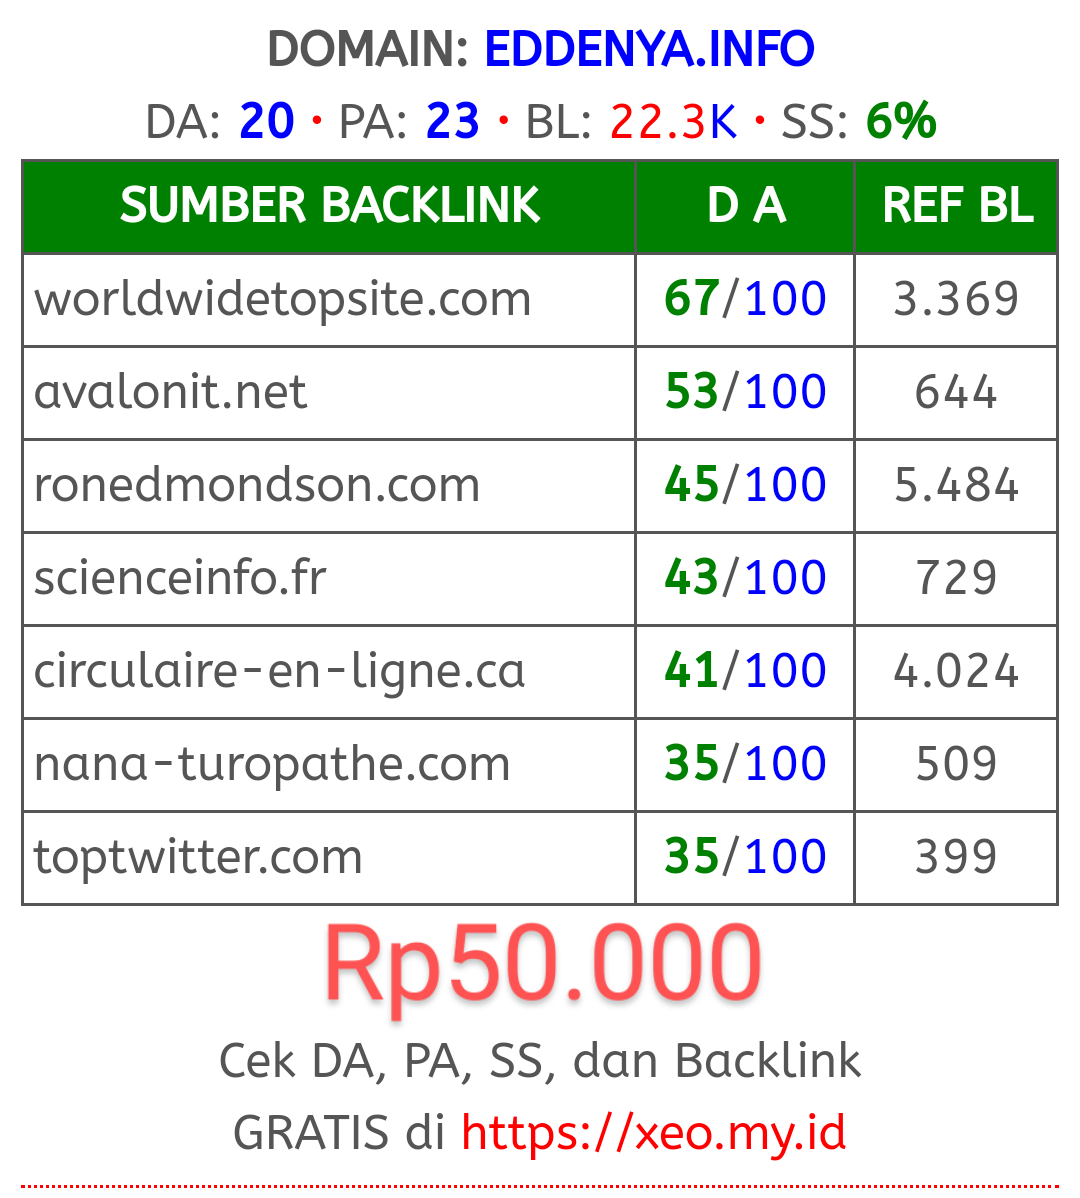 DOMAIN: EDDENYA.INFO
DA: 20 • PA: 23 • BL: 22.3K • SS: 6%
SUMBER BACKLINK D A REF BL
worldwidetopsite.com 67/100 3.369
avalonit.net 53/100 644
ronedmondson.com 45/100 5.484
scienceinfo.fr 43/100 729
circulaire-en-ligne.ca 41/100 4.024
nana-turopathe.com 35/100 509
toptwitter.com 35/100 399
Rp50.000
Cek DA, PA, SS, dan Backlink
GRATIS di https://xeo.my.id